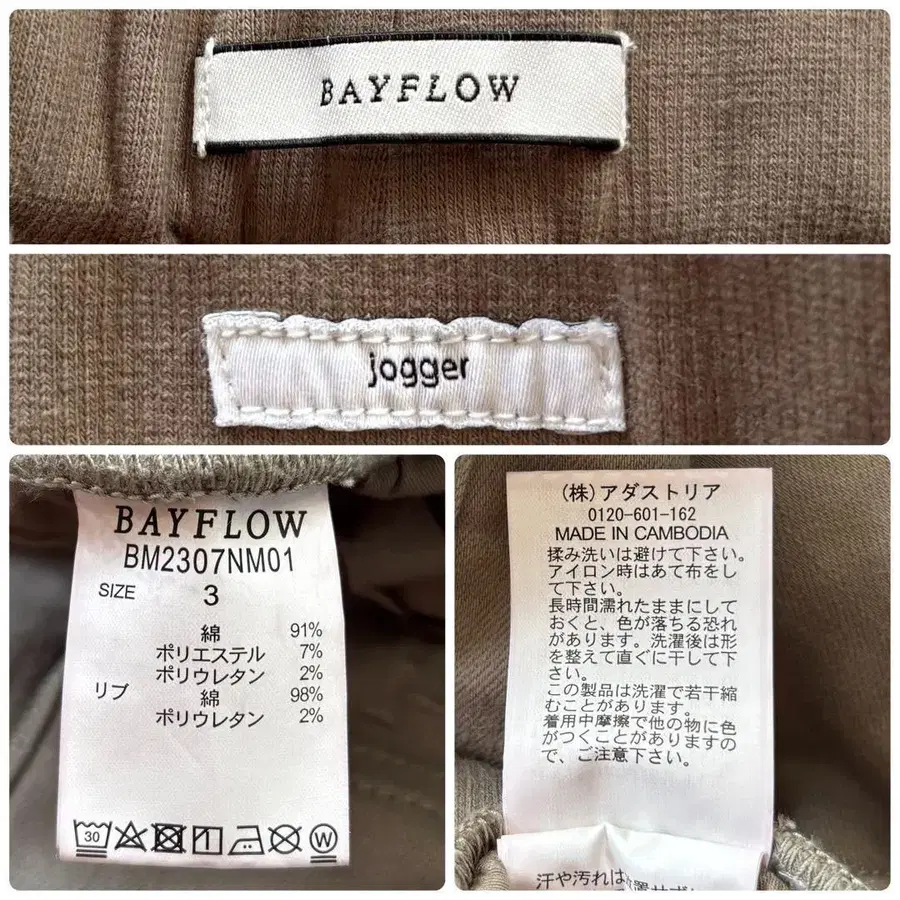 BAYFLOW
jogger
BAYFLOW
BM2307NM01
SIZE 3
綿 91%
ポリエステル 7%
ポリウレタン 2%
リブ 綿 98%
ポリウレタン 2%
30
W
(株)アダストリア
0120-601-162
MADE IN CAMBODIA
揉み洗いは避けて下さい。
アイロン時はあて布をし
て下さい。
長時間濡れたままにして
おくと、色が落ちる恐れ
があります。洗濯後は形
を整えて直ぐに干して下
さい。
この製品は洗濯で若干縮
むことがあります。
着用中摩擦で他の物に色
がつくことがありますの
で、ご注意下さい。
汗や汚れは